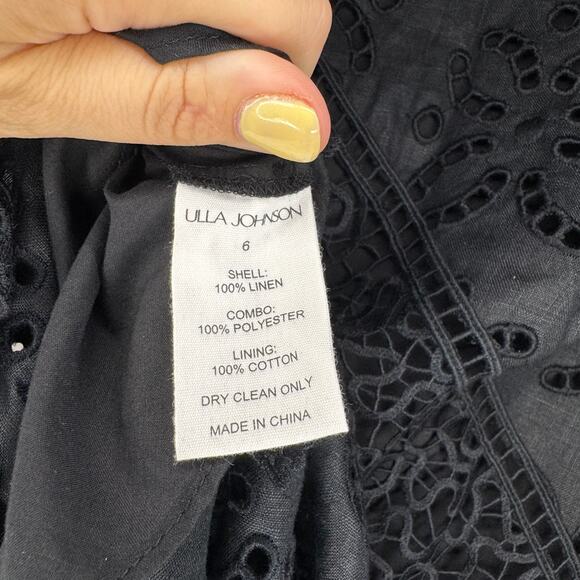 ULLA JOHNSON
6
SHELL:
100% LINEN
COMBO:
100% POLYESTER
LINING:
100% COTTON
DRY CLEAN ONLY
MADE IN CHINA